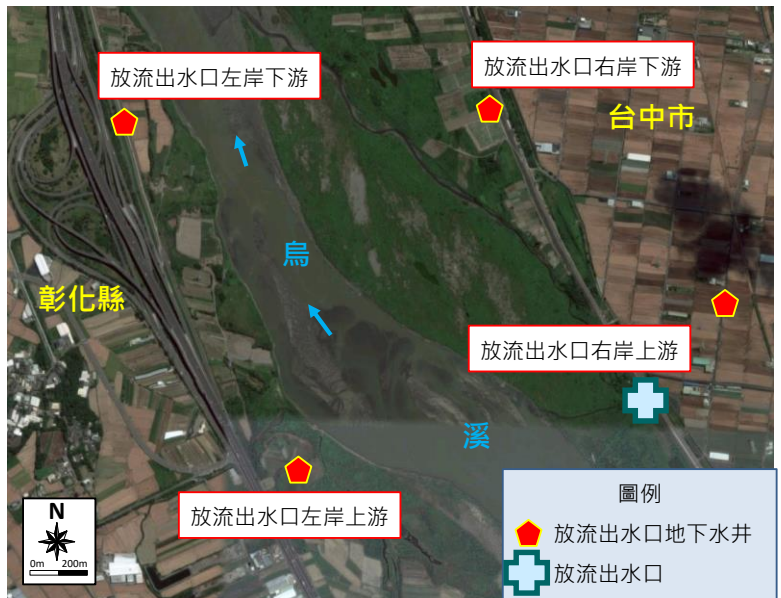 放流出水口左岸下游
放流出水口右岸下游
台中市
烏
彰化縣
放流出水口右岸上游
溪
放流出水口左岸上游
N
0m 200m
圖例
放流出水口地下水井
放流出水口